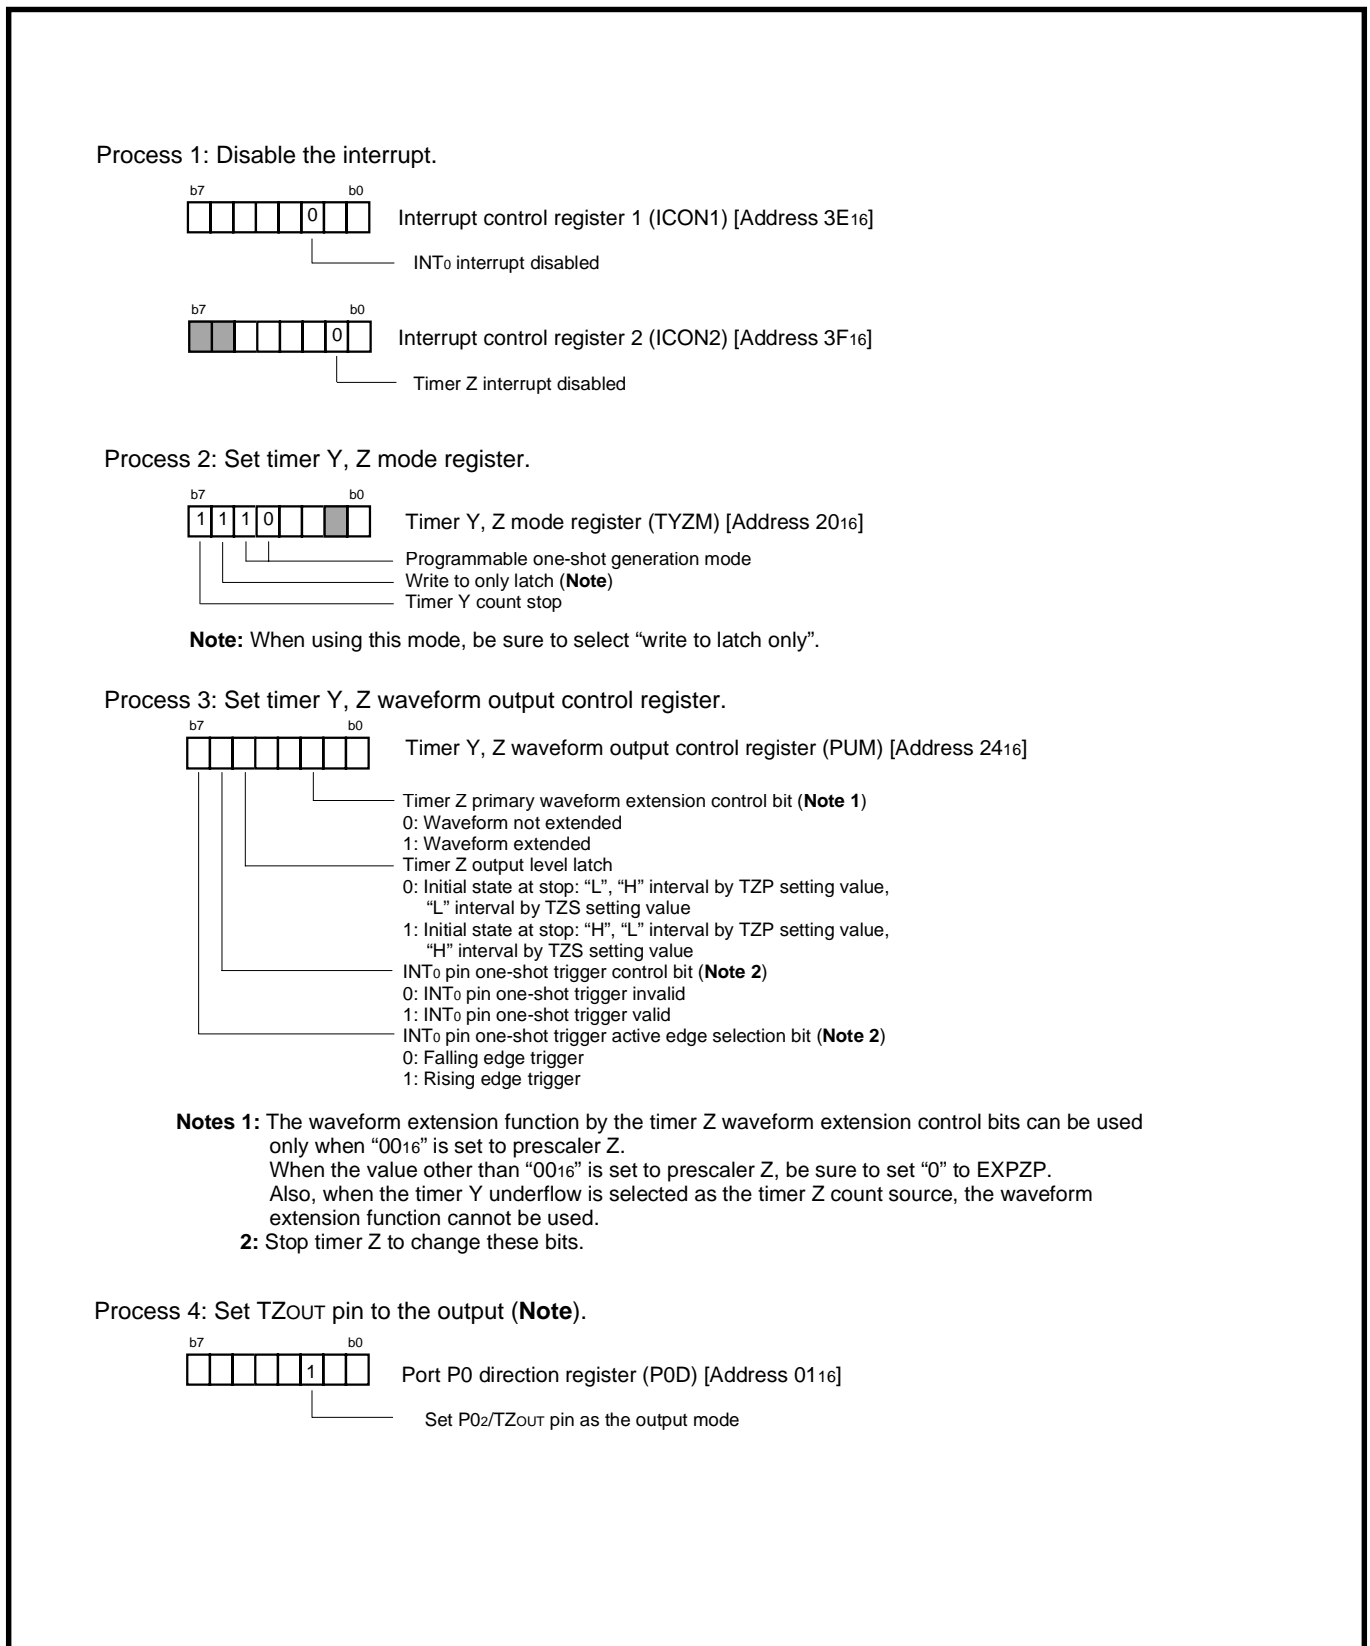 Process 1: Disable the interrupt.
b7 b0
0 Interrupt control register 1 (ICON1) [Address 3E16]
INT0 interrupt disabled
b7 b0
0 Interrupt control register 2 (ICON2) [Address 3F16]
Timer Z interrupt disabled
Process 2: Set timer Y, Z mode register.
b7 b0
1 1 1 0 Timer Y, Z mode register (TYZM) [Address 2016]
Programmable one-shot generation mode
Write to only latch (Note)
Timer Y count stop
Note: When using this mode, be sure to select “write to latch only”.
Process 3: Set timer Y, Z waveform output control register.
b7 b0
Timer Y, Z waveform output control register (PUM) [Address 2416]
Timer Z primary waveform extension control bit (Note 1)
0: Waveform not extended
1: Waveform extended
Timer Z output level latch
0: Initial state at stop: “L”, “H” interval by TZP setting value,
“L” interval by TZS setting value
1: Initial state at stop: “H”, “L” interval by TZP setting value,
“H” interval by TZS setting value
INT0 pin one-shot trigger control bit (Note 2)
0: INT0 pin one-shot trigger invalid
1: INT0 pin one-shot trigger valid
INT0 pin one-shot trigger active edge selection bit (Note 2)
0: Falling edge trigger
1: Rising edge trigger
Notes 1: The waveform extension function by the timer Z waveform extension control bits can be used
only when “0016” is set to prescaler Z.
When the value other than “0016” is set to prescaler Z, be sure to set “0” to EXPZP.
Also, when the timer Y underflow is selected as the timer Z count source, the waveform
extension function cannot be used.
2: Stop timer Z to change these bits.
Process 4: Set TZOUT pin to the output (Note).
b7 b0
1 Port P0 direction register (P0D) [Address 0116]
Set P02/TZOUT pin as the output mode